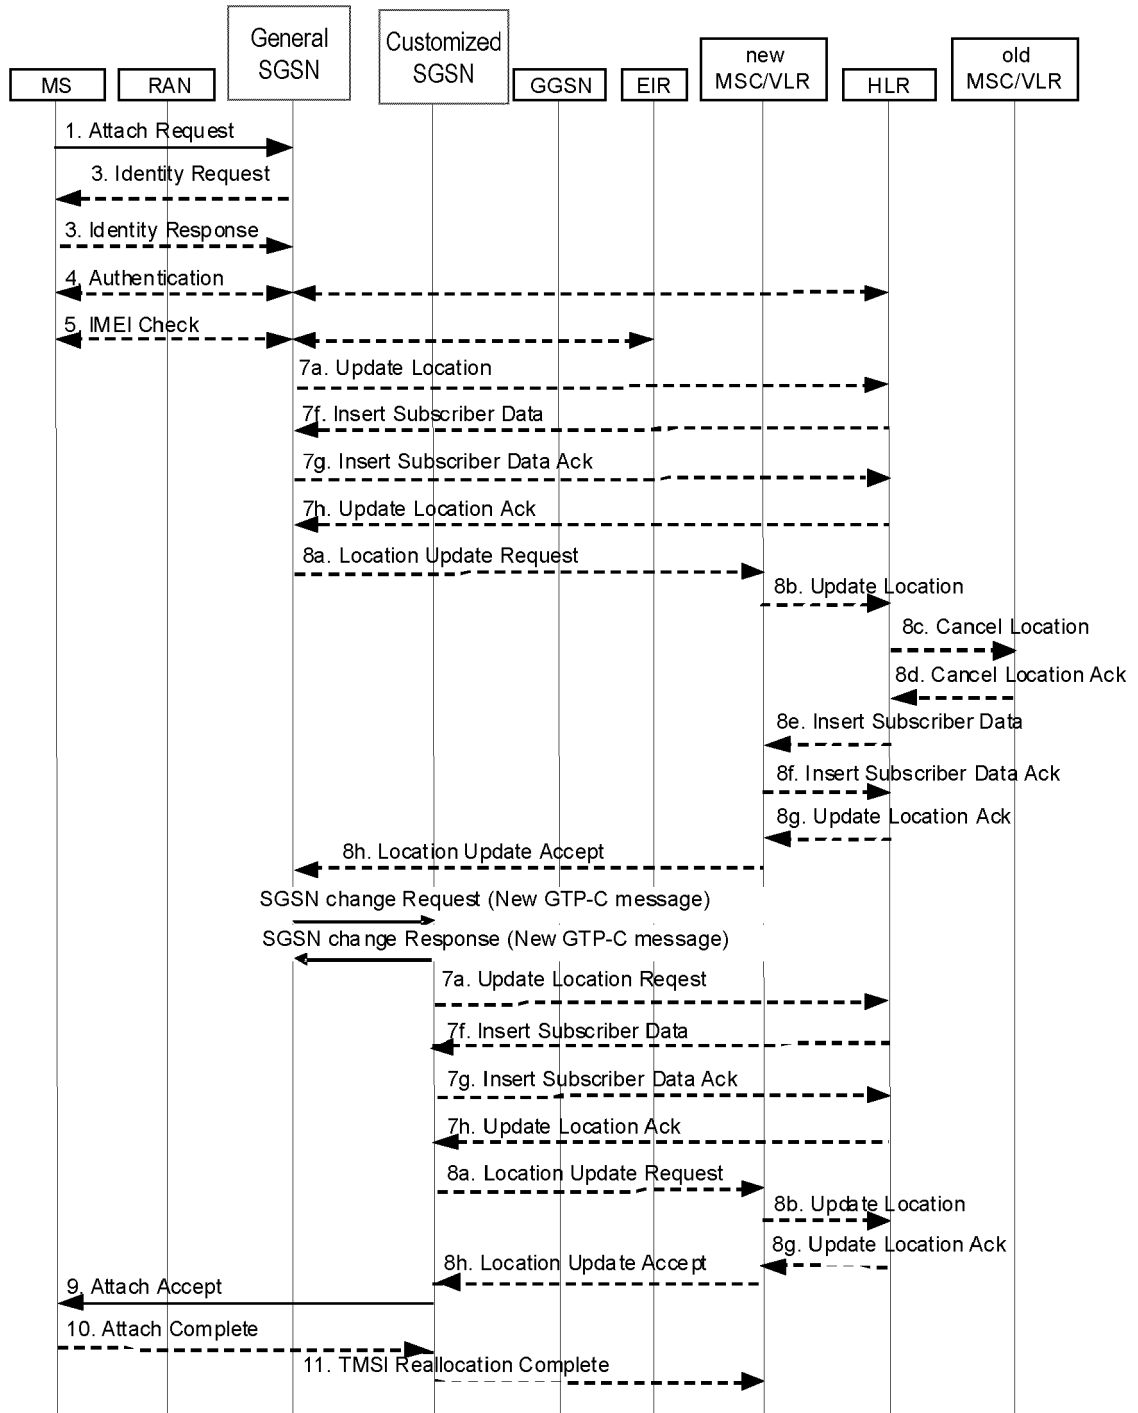 General
SGSN
Customized
SGSN
new
MSC/VLR
old
MSC/VLR
MS
RAN
GGSN
EIR
HLR
1. Attach Request
3. Identity Request
3. Identity Response
4. Authentication
5. IMEI Check
7a. Update Location
7f. Insert Subscriber Data
7g. Insert Subscriber Data Ack
7h. Update Location Ack
8a. Location Update Request
8b. Update Location
8c. Cancel Location
8d. Cancel Location Ack
8e. Insert Subscriber Data
8f. Insert Subscriber Data Ack
8g. Update Location Ack
8h. Location Update Accept
SGSN change Request (New GTP-C message)
SGSN change Response (New GTP-C message)
7a. Update Location Reqest
7f. Insert Subscriber Data
7g. Insert Subscriber Data Ack
7h. Update Location Ack
8a. Location Update Request
8b. Update Location
8g. Update Location Ack
8h. Location Update Accept
9. Attach Accept
10. Attach Complete
11. TMSI Reallocation Complete